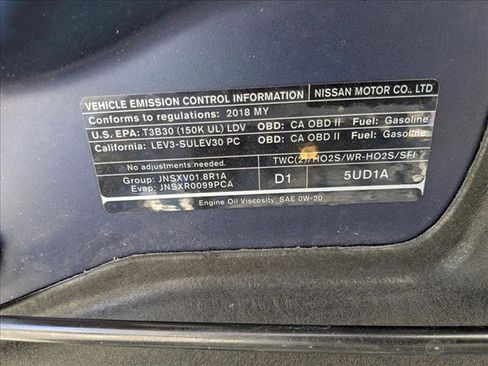 VEHICLE EMISSION CONTROL INFORMATION NISSAN MOTOR CO., LTD
Conforms to regulations: 2018 MY
U.S. EPA: T3B30 (150K UL) LDV OBD: CA OBD II Fuel: Gasoline
California: LEV3-SULEV30 PC OBD: CA OBD II Fuel: Gasoline
No adjustments needed. TWC(2)/HO2S/WR-HO2S/SFI
Group: JNSXV01.8R1A
Evap: JNSXR0099PCA
D1 5UD1A
Engine Oil Viscosity: SAE 0W-20